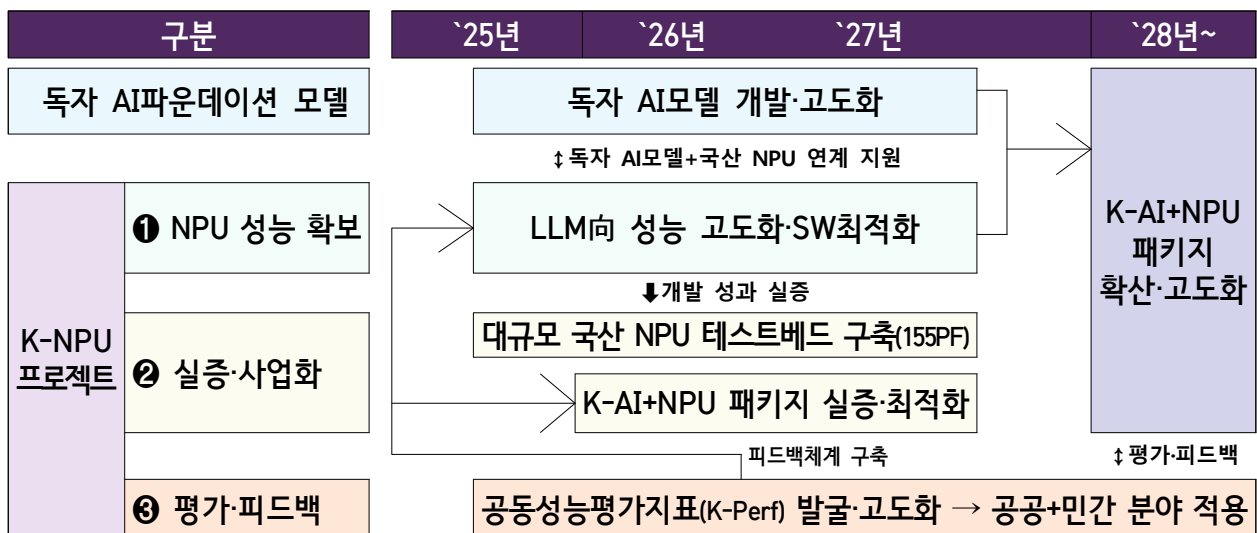 구분 `25년 `26년 `27년 `28년~
독자 AI파운데이션 모델
독자 AI모델 개발·고도화
↕독자 AI모델+국산 NPU 연계 지원
K-NPU
프로젝트
❶ NPU 성능 확보
LLM向 성능 고도화·SW최적화
⬇개발 성과 실증
❷ 실증·사업화
대규모 국산 NPU 테스트베드 구축(155PF)
K-AI+NPU 패키지 실증·최적화
K-AI+NPU
패키지
확산·고도화
피드백체계 구축
↕평가·피드백
❸ 평가·피드백
공동성능평가지표(K-Perf) 발굴·고도화 → 공공+민간 분야 적용